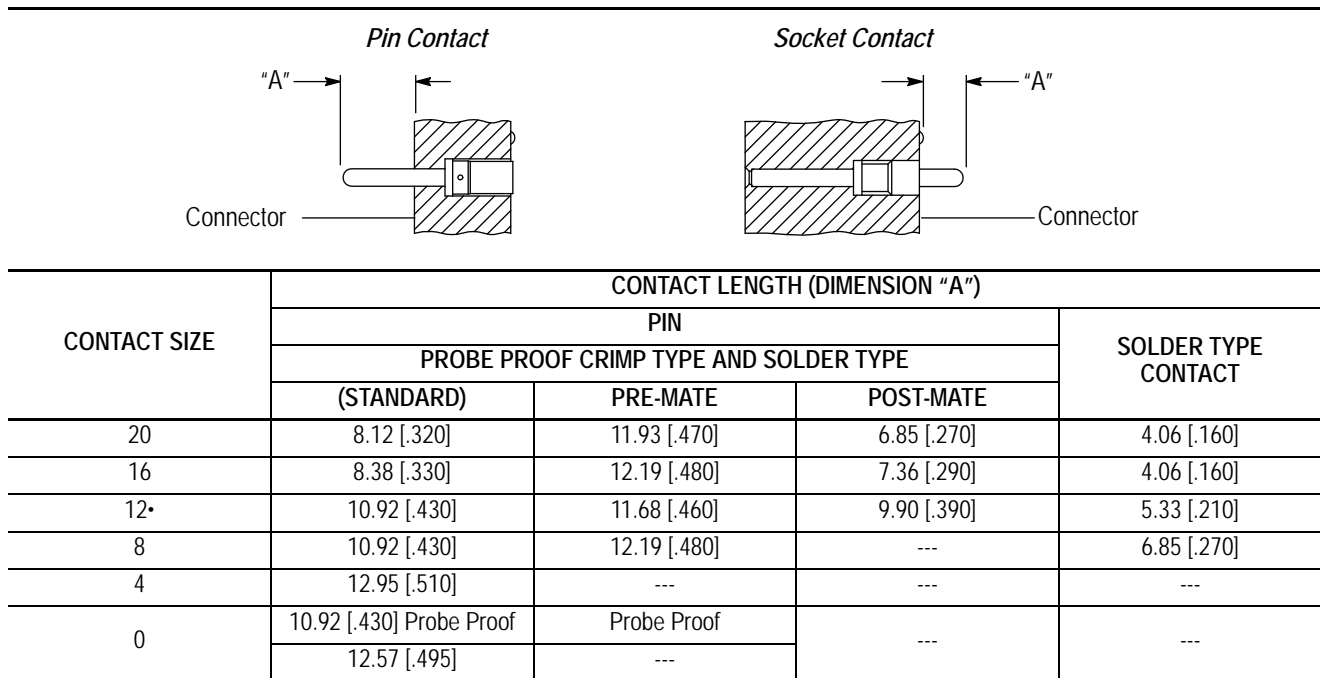 Pin Contact Socket Contact
"A" "A"
Connector Connector
CONTACT SIZE
CONTACT LENGTH (DIMENSION "A")
PIN
SOLDER TYPE
CONTACT
PROBE PROOF CRIMP TYPE AND SOLDER TYPE
(STANDARD) PRE-MATE POST-MATE
20 8.12 [.320] 11.93 [.470] 6.85 [.270] 4.06 [.160]
16 8.38 [.330] 12.19 [.480] 7.36 [.290] 4.06 [.160]
12• 10.92 [.430] 11.68 [.460] 9.90 [.390] 5.33 [.210]
8 10.92 [.430] 12.19 [.480] --- 6.85 [.270]
4 12.95 [.510] --- --- ---
0 10.92 [.430] Probe Proof Probe Proof --- ---
12.57 [.495] ---